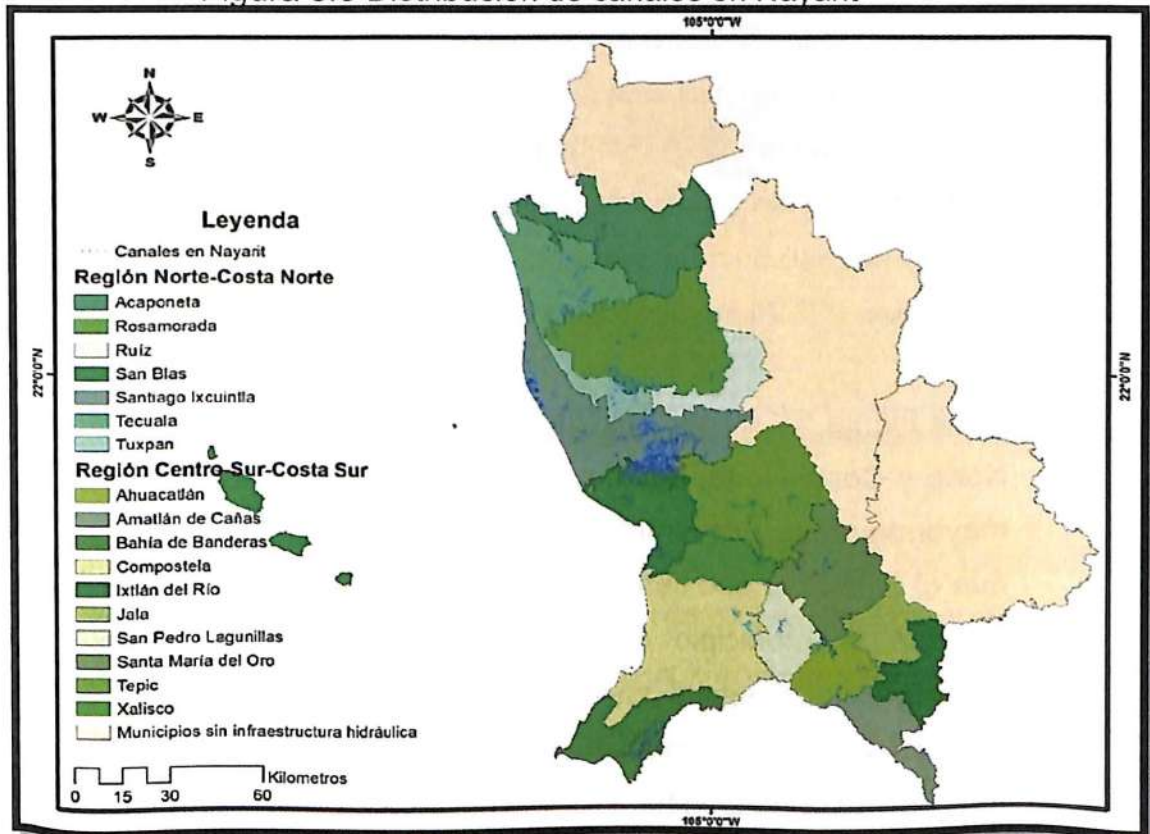 105°0'0"W
N
W E
S
Leyenda
Canales en Nayarit
Región Norte-Costa Norte
Acaponeta
Rosamorada
Ruíz
San Blas
Santiago Ixcuintla
Tecuala
Tuxpan
Región Centro-Sur-Costa Sur
Ahuacatlán
Amatlán de Cañas
Bahía de Banderas
Compostela
Ixtlán del Río
Jala
San Pedro Lagunillas
Santa María del Oro
Tepic
Xalisco
Municipios sin infraestructura hidráulica
Kilometros
0 15 30 60
22°0'0"N
22°0'0"N
105°0'0"W